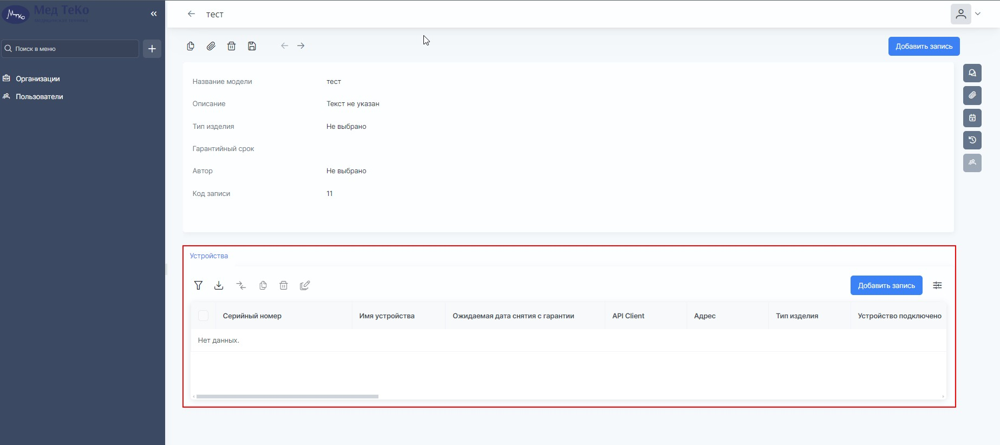 Мед ТеКо
медицинская техника
тест
Поиск в меню
Добавить запись
Организации
Пользователи
Название модели тест
Описание Текст не указан
Тип изделия Не выбрано
Гарантийный срок
Автор Не выбрано
Код записи 11
Устройства
Добавить запись
Серийный номер Имя устройства Ожидаемая дата снятия с гарантии API Client Адрес Тип изделия Устройство подключено
Нет данных.